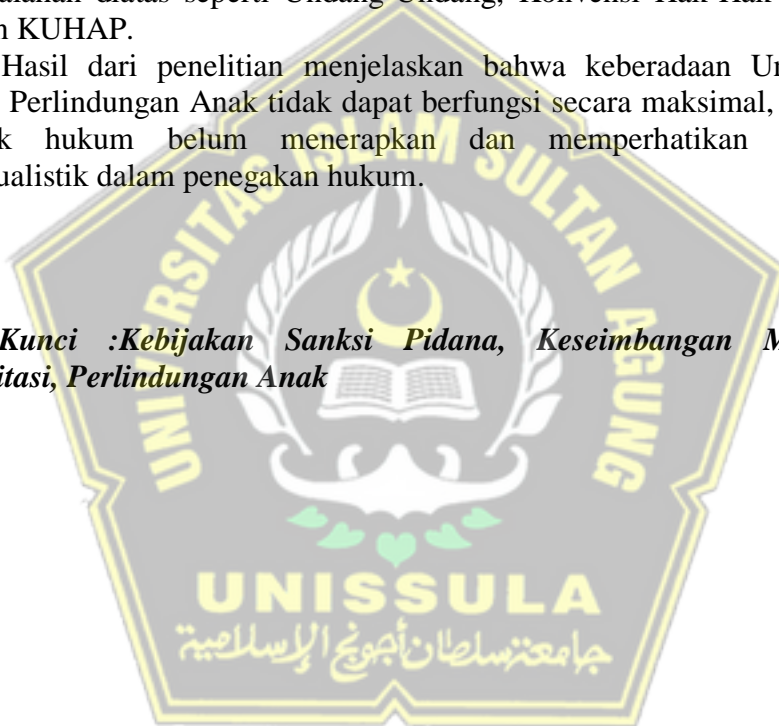 alahan diatas seperti Undang-Undang, Konvensi Hak-Hak
n KUHAP.
Hasil dari penelitian menjelaskan bahwa keberadaan Un
Perlindungan Anak tidak dapat berfungsi secara maksimal,
k hukum belum menerapkan dan memperhatikan
ualistik dalam penegakan hukum.
Kunci :Kebijakan Sanksi Pidana, Keseimbangan M
itasi, Perlindungan Anak
UNIVERSITAS ISLAM SULTAN AGUNG
UNISSULA
جامعننسلطان أجونج الإسلامية